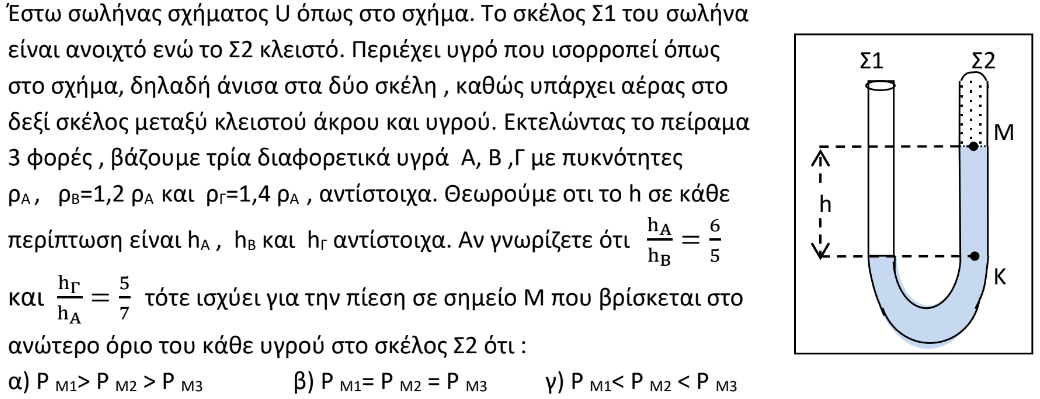 Έστω σωλήνας σχήματος U όπως στο σχήμα. Το σκέλος Σ1 του σωλήνα
είναι ανοιχτό ενώ το Σ2 κλειστό. Περιέχει υγρό που ισορροπεί όπως
στο σχήμα, δηλαδή άνισα στα δύο σκέλη , καθώς υπάρχει αέρας στο
δεξί σκέλος μεταξύ κλειστού άκρου και υγρού. Εκτελώντας το πείραμα
3 φορές , βάζουμε τρία διαφορετικά υγρά Α, Β ,Γ με πυκνότητες
ρΑ , ρΒ=1,2 ρΑ και ρΓ=1,4 ρΑ , αντίστοιχα. Θεωρούμε οτι το h σε κάθε
περίπτωση είναι hΑ , hΒ και hΓ αντίστοιχα. Αν γνωρίζετε ότι hΑ/hΒ = 6/5
και hΓ/hΑ = 5/7 τότε ισχύει για την πίεση σε σημείο Μ που βρίσκεται στο
ανώτερο όριο του κάθε υγρού στο σκέλος Σ2 ότι :
α) P Μ1> P Μ2 > P Μ3 β) P Μ1= P Μ2 = P Μ3 γ) P Μ1< P Μ2 < P Μ3
Σ1 Σ2
Μ
h
Κ